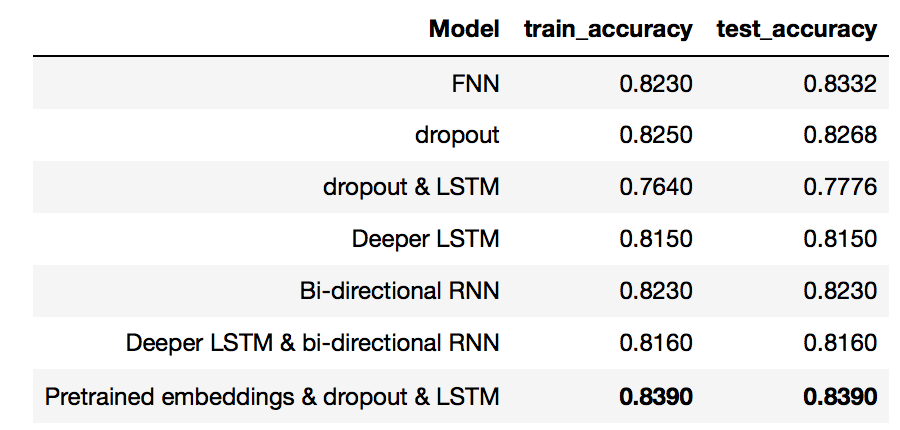 Model train_accuracy test_accuracy
FNN 0.8230 0.8332
dropout 0.8250 0.8268
dropout & LSTM 0.7640 0.7776
Deeper LSTM 0.8150 0.8150
Bi-directional RNN 0.8230 0.8230
Deeper LSTM & bi-directional RNN 0.8160 0.8160
Pretrained embeddings & dropout & LSTM 0.8390 0.8390